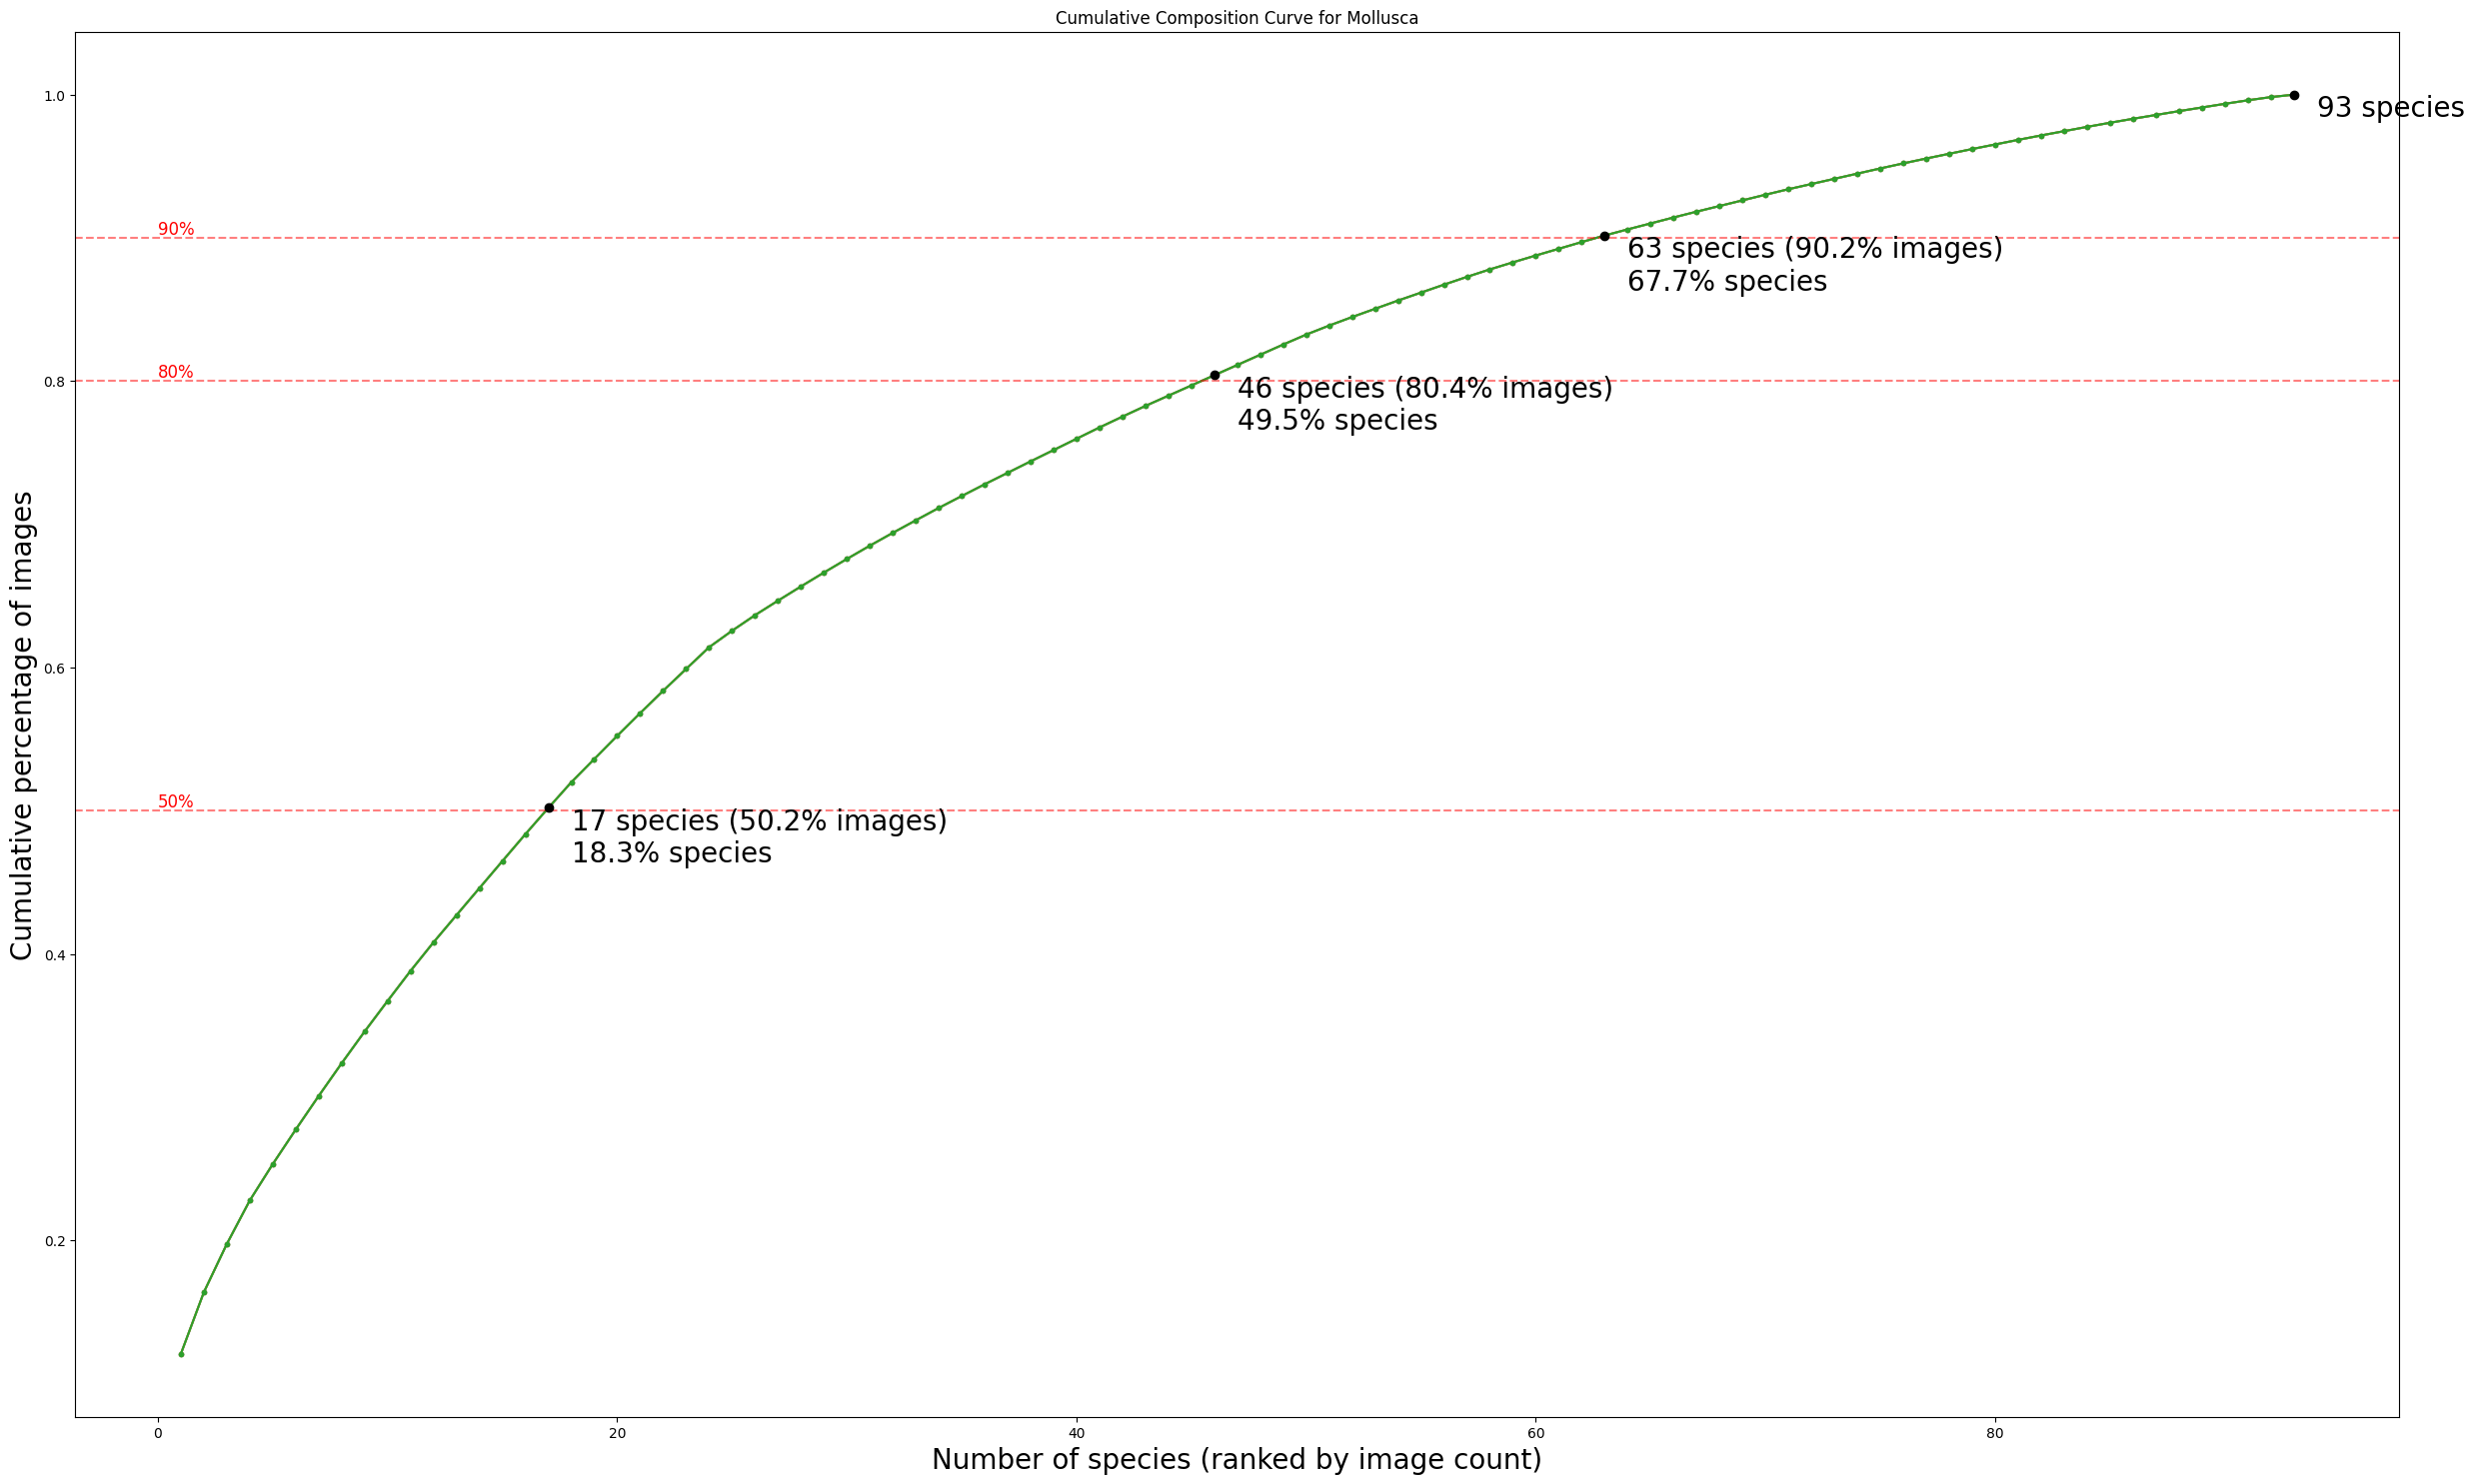 Cumulative Composition Curve for Mollusca
1.0
93 species
90%
63 species (90.2% images)
67.7% species
80%
0.8
46 species (80.4% images)
49.5% species
Cumulative percentage of images
0.6
50%
17 species (50.2% images)
18.3% species
0.4
0.2
0 20 40 60 80
Number of species (ranked by image count)